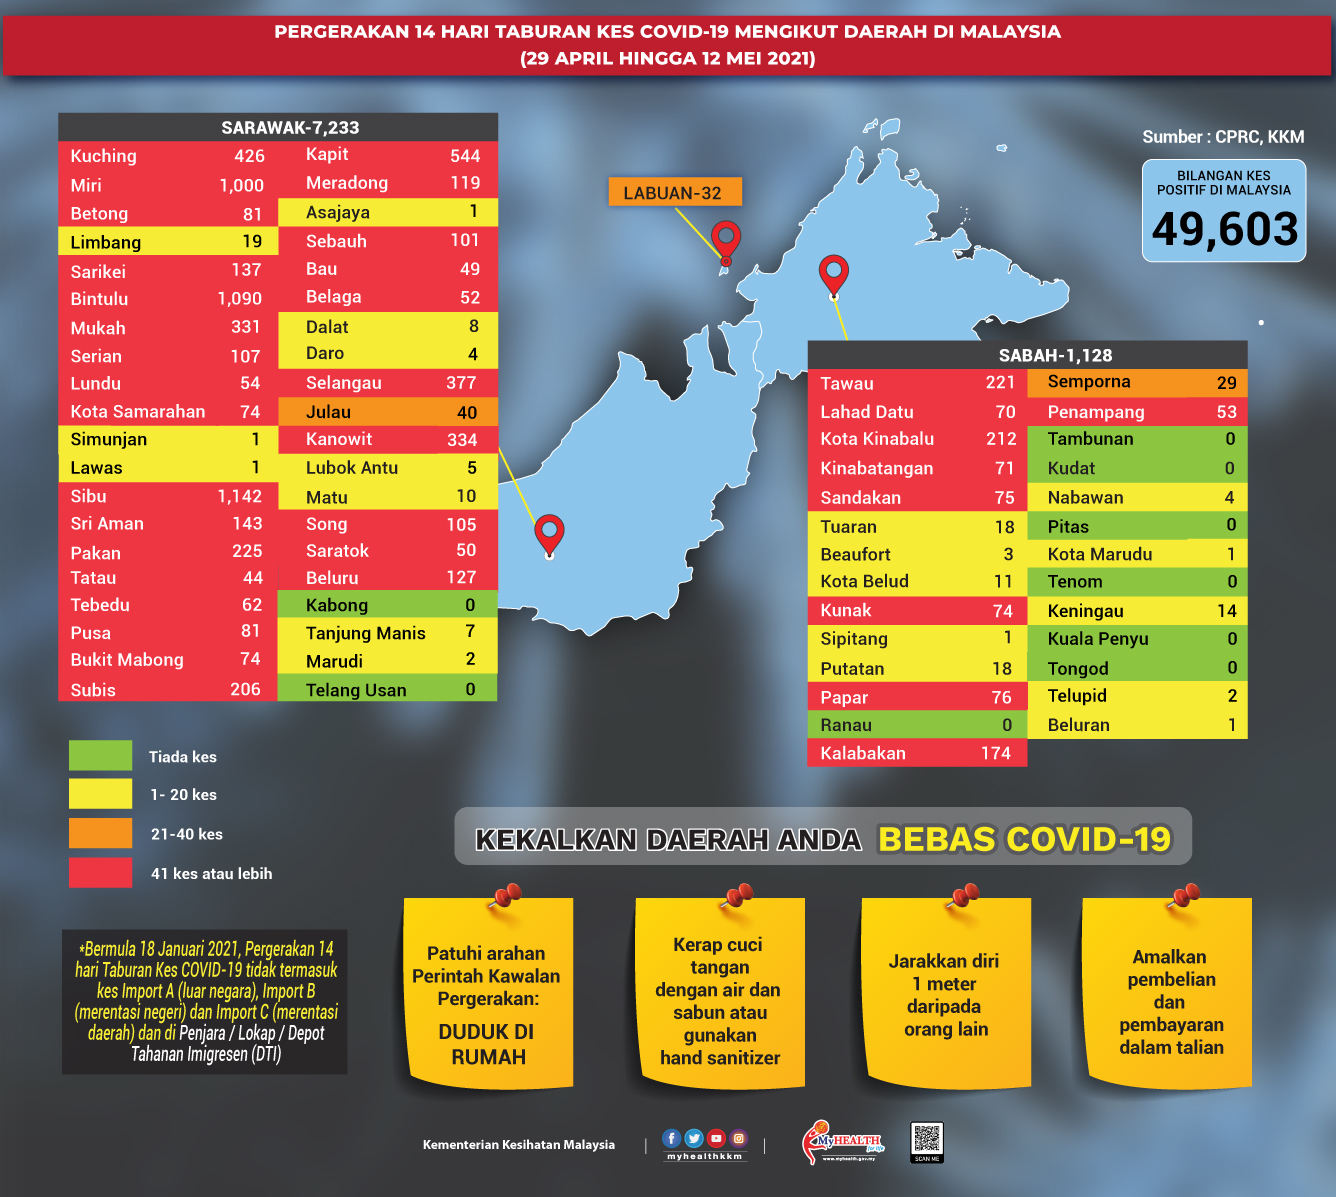 PERGERAKAN 14 HARI TABURAN KES COVID-19 MENGIKUT DAERAH DI MALAYSIA
(29 APRIL HINGGA 12 MEI 2021)
Sumber : CPRC, KKM
BILANGAN KES
POSITIF DI MALAYSIA
49,603
LABUAN-32
SARAWAK-7,233
Kuching 426
Miri 1,000
Betong 81
Limbang 19
Sarikei 137
Bintulu 1,090
Mukah 331
Serian 107
Lundu 54
Kota Samarahan 74
Simunjan 1
Lawas 1
Sibu 1,142
Sri Aman 143
Pakan 225
Tatau 44
Tebedu 62
Pusa 81
Bukit Mabong 74
Subis 206
Kapit 544
Meradong 119
Asajaya 1
Sebauh 101
Bau 49
Belaga 52
Dalat 8
Daro 4
Selangau 377
Julau 40
Kanowit 334
Lubok Antu 5
Matu 10
Song 105
Saratok 50
Beluru 127
Kabong 0
Tanjung Manis 7
Marudi 2
Telang Usan 0
SABAH-1,128
Tawau 221
Lahad Datu 70
Kota Kinabalu 212
Kinabatangan 71
Sandakan 75
Tuaran 18
Beaufort 3
Kota Belud 11
Kunak 74
Sipitang 1
Putatan 18
Papar 76
Ranau 0
Kalabakan 174
Semporna 29
Penampang 53
Tambunan 0
Kudat 0
Nabawan 4
Pitas 0
Kota Marudu 1
Tenom 0
Keningau 14
Kuala Penyu 0
Tongod 0
Telupid 2
Beluran 1
Tiada kes
1- 20 kes
21-40 kes
41 kes atau lebih
*Bermula 18 Januari 2021, Pergerakan 14
hari Taburan Kes COVID-19 tidak termasuk
kes Import A (luar negara), Import B
(merentasi negeri) dan Import C (merentasi
daerah) dan di Penjara / Lokap / Depot
Tahanan Imigresen (DTI)
KEKALKAN DAERAH ANDA BEBAS COVID-19
Patuhi arahan
Perintah Kawalan
Pergerakan:
DUDUK DI
RUMAH
Kerap cuci
tangan
dengan air dan
sabun atau
gunakan
hand sanitizer
Jarakkan diri
1 meter
daripada
orang lain
Amalkan
pembelian
dan
pembayaran
dalam talian
Kementerian Kesihatan Malaysia
myhealthkkm
MyHEALTH
for life
www.myhealth.gov.my
SCAN ME